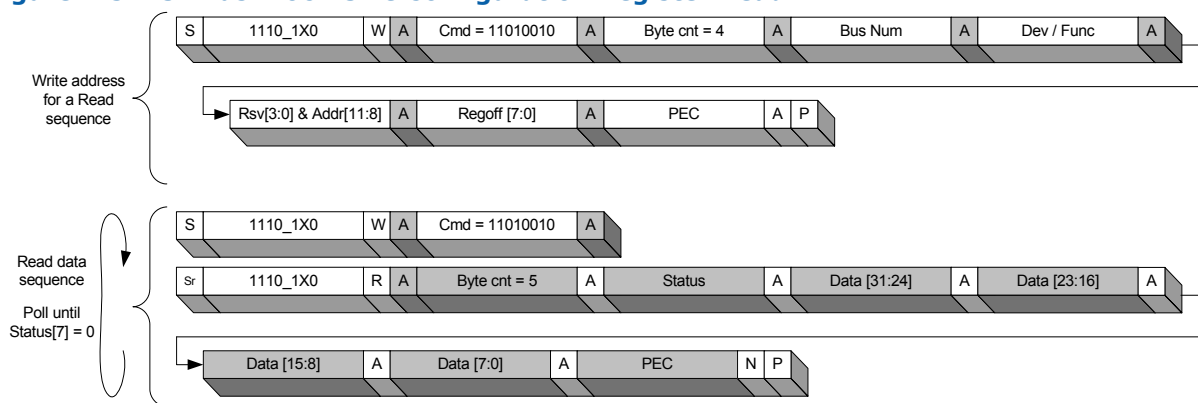 S 1110_1X0 W A Cmd = 11010010 A Byte cnt = 4 A Bus Num A Dev / Func A
Write address
for a Read
sequence
Rsv[3:0] & Addr[11:8] A Regoff [7:0] A PEC A P
S 1110_1X0 W A Cmd = 11010010 A
Read data
sequence
Poll until
Status[7] = 0
Sr 1110_1X0 R A Byte cnt = 5 A Status A Data [31:24] A Data [23:16] A
Data [15:8] A Data [7:0] A PEC N P